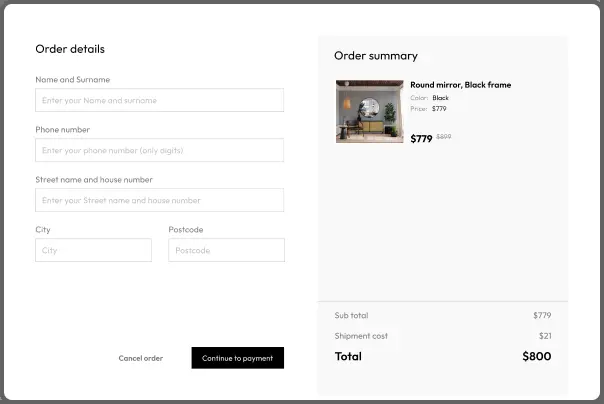 Order details
Name and Surname
Enter your Name and surname
Phone number
Enter your phone number (only digits)
Street name and house number
Enter your Street name and house number
City
Postcode
City
Postcode
Cancel order
Continue to payment
Order summary
Round mirror, Black frame
Color: Black
Price: $779
$779 $899
Sub total $779
Shipment cost $21
Total $800